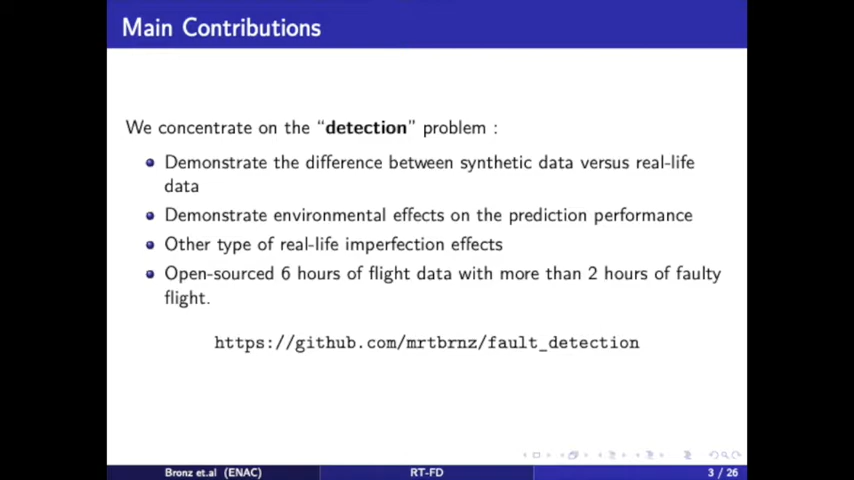 Main Contributions
We concentrate on the “detection” problem :
Demonstrate the difference between synthetic data versus real-life
data
Demonstrate environmental effects on the prediction performance
Other type of real-life imperfection effects
Open-sourced 6 hours of flight data with more than 2 hours of faulty
flight.
https://github.com/mrtbrnz/fault_detection
Bronz et.al (ENAC) RT-FD 3 / 26